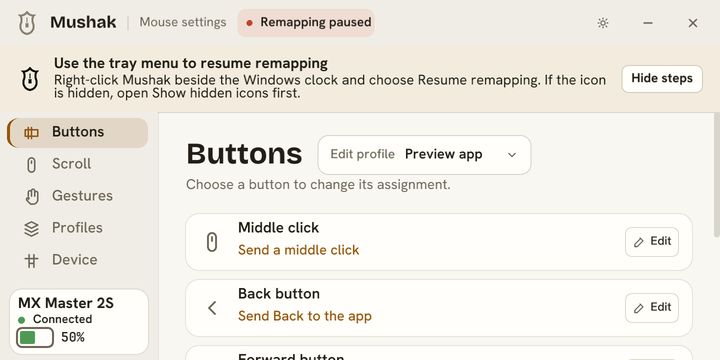 Mushak
Mouse settings
Remapping paused
Use the tray menu to resume remapping
Right-click Mushak beside the Windows clock and choose Resume remapping. If the icon
is hidden, open Show hidden icons first.
Hide steps
Buttons
Scroll
Gestures
Profiles
Device
MX Master 2S
Connected
50%
Buttons
Edit profile Preview app
Choose a button to change its assignment.
Middle click
Send a middle click
Edit
Back button
Send Back to the app
Edit
Forward button